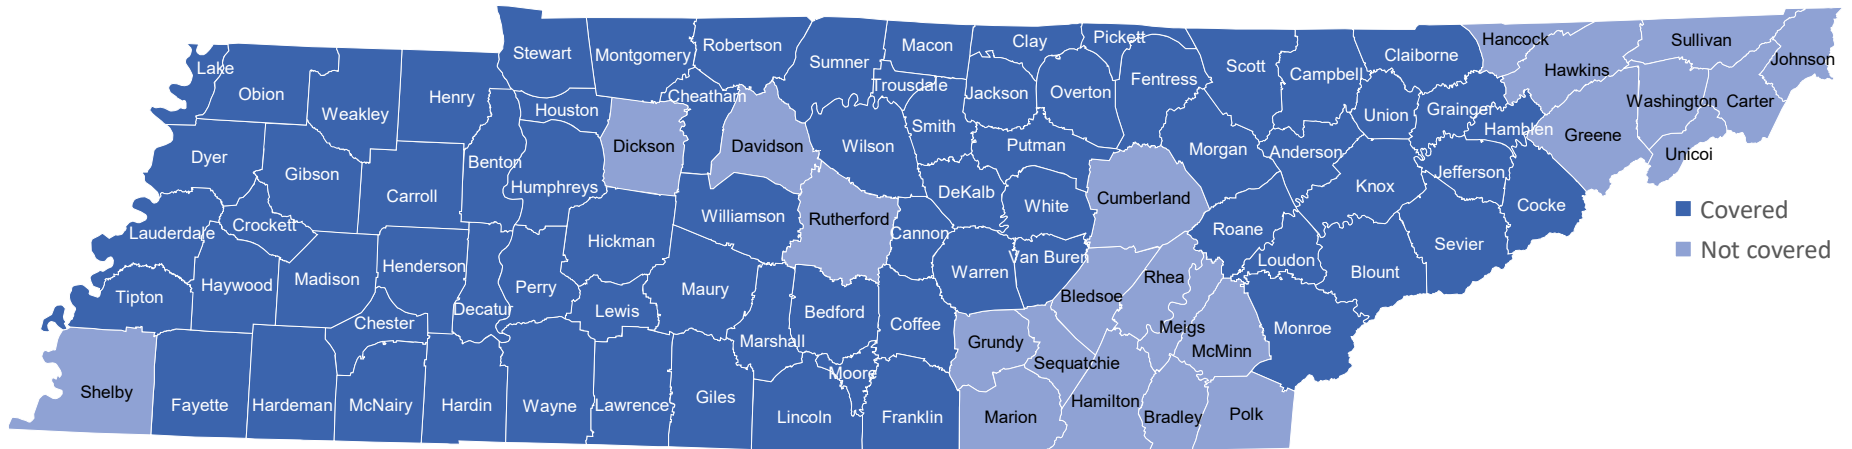 Stewart
Montgomery
Robertson
Sumner
Macon
Clay
Pickett
Fentress
Scott
Campbell
Claiborne
Hancock
Hawkins
Sullivan
Johnson
Lake
Obion
Weakley
Henry
Houston
Cheatham
Trousdale
Jackson
Overton
Union
Grainger
Hamblen
Washington
Carter
Greene
Unicoi
Dyer
Gibson
Carroll
Benton
Humphreys
Dickson
Davidson
Wilson
Smith
Putman
Morgan
Anderson
Knox
Jefferson
Cocke
Lauderdale
Crockett
Hickman
Williamson
Rutherford
Cannon
DeKalb
White
Cumberland
Roane
Loudon
Blount
Sevier
Covered
Not covered
Tipton
Haywood
Madison
Henderson
Decatur
Perry
Lewis
Maury
Bedford
Coffee
Warren
Van Buren
Bledsoe
Rhea
Meigs
McMinn
Monroe
Chester
Marshall
Moore
Grundy
Sequatchie
Shelby
Fayette
Hardeman
McNairy
Hardin
Wayne
Lawrence
Giles
Lincoln
Franklin
Marion
Hamilton
Bradley
Polk